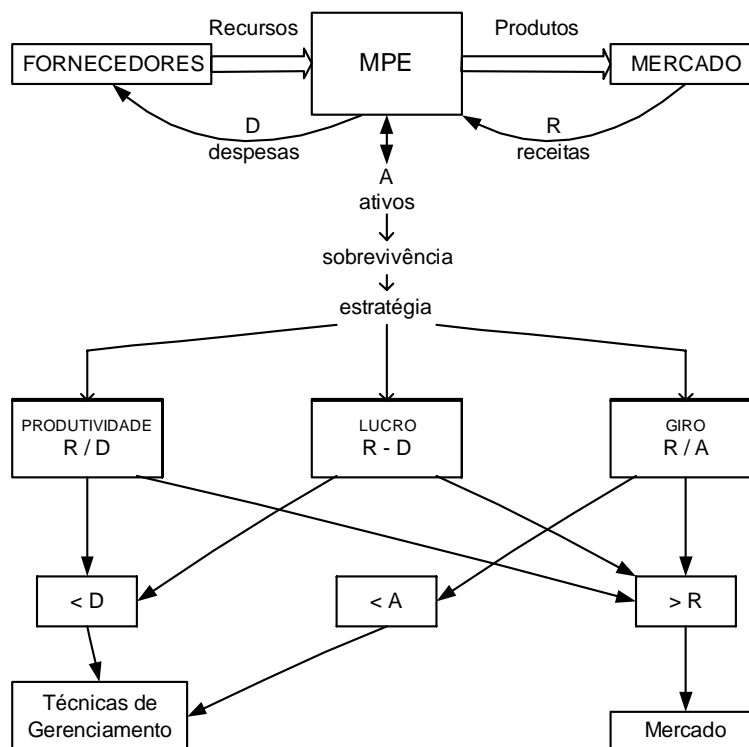 Recursos
Produtos
FORNECEDORES
MPE
MERCADO
D
despesas
R
receitas
A
ativos
sobrevivência
estratégia
PRODUTIVIDADE
R / D
LUCRO
R - D
GIRO
R / A
< D
< A
> R
Técnicas de
Gerenciamento
Mercado